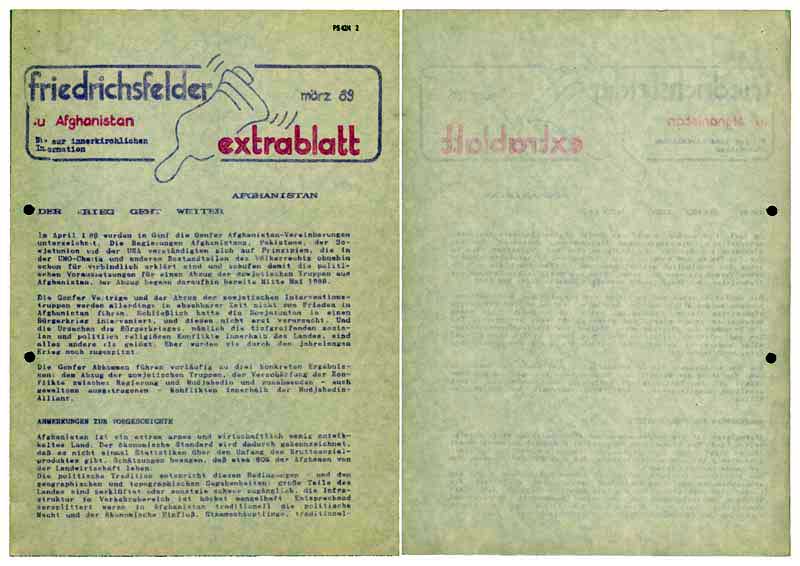 PS 024 2
friedrichsfelder
märz 89
.u Afghanistan
extrablatt
zur innerkirchlichen
Information
AFGHANISTAN
DER KRIEG GEHT WEITER
Im April 1 88 wurden in Genf die Genfer Afghanistan-Vereinbarungen
unterzeichnet. Die Regierungen Afghanistans, Pakistans, der So-
wjetunion und der USA verständigten sich auf Prinzipien, die in
der UNO-Charta und anderen Bestandteilen des Völkerrechts ohnehin
schon für verbindlich erklärt sind und schufen damit die politi-
schen Voraussetzungen für einen Abzug der sowjetischen Truppen aus
Afghanistan. Der Abzug begann daraufhin bereits Mitte Mai 1988.
Die Genfer Verträge und der Abzug der sowjetischen Interventions-
truppen werden allerdings in absehbarer Zeit nicht zum Frieden in
Afghanistan führen. Schließlich hatte die Sowjetunion in einen
Bürgerkrieg interveniert, und diesen nicht erst verursacht. Und
die Ursachen des Bürgerkrieges, nämlich die tiefgreifenden sozia-
len und politisch religiösen Konflikte innerhalb des Landes, sind
alles andere als gelöst. Eher wurden sie durch den jahrelangen
Krieg noch zugespitzt.
Die Genfer Abkommen führen vorläufig zu drei konkreten Ergebnis-
sen: dem Abzug der sowjetischen Truppen, der Verschärfung der Kon-
flikte zwischen Regierung und Mudjahedin und zunehmenden - auch
gewaltsam ausgetragenen - Konflikten innerhalb der Mudjahedin-
Allianz.
ANMERKUNGEN ZUR VORGESCHICHTE
Afghanistan ist ein extrem armes und wirtschaftlich wenig entwik-
keltes Land. Der ökonomische Standard wird dadurch gekennzeichnet,
daß es nicht einmal Statistiken über den Umfang des Bruttosozial-
produktes gibt. Schätzungen besagen, daß etwa 80% der Afghanen von
der Landwirtschaft leben.
Die politische Tradition entspricht diesen Bedingungen - und den
geographischen und topographischen Gegebenheiten: große Teile des
Landes sind zerklüftet oder sonstwie schwer zugänglich, die Infra-
struktur im Verkehrsbereich ist höchst mangelhaft. Entsprechend
zersplittert waren in Afghanistan traditionell die politische
Macht und der ökonomische Einfluß. Stammeshäuptlinge, traditionel-